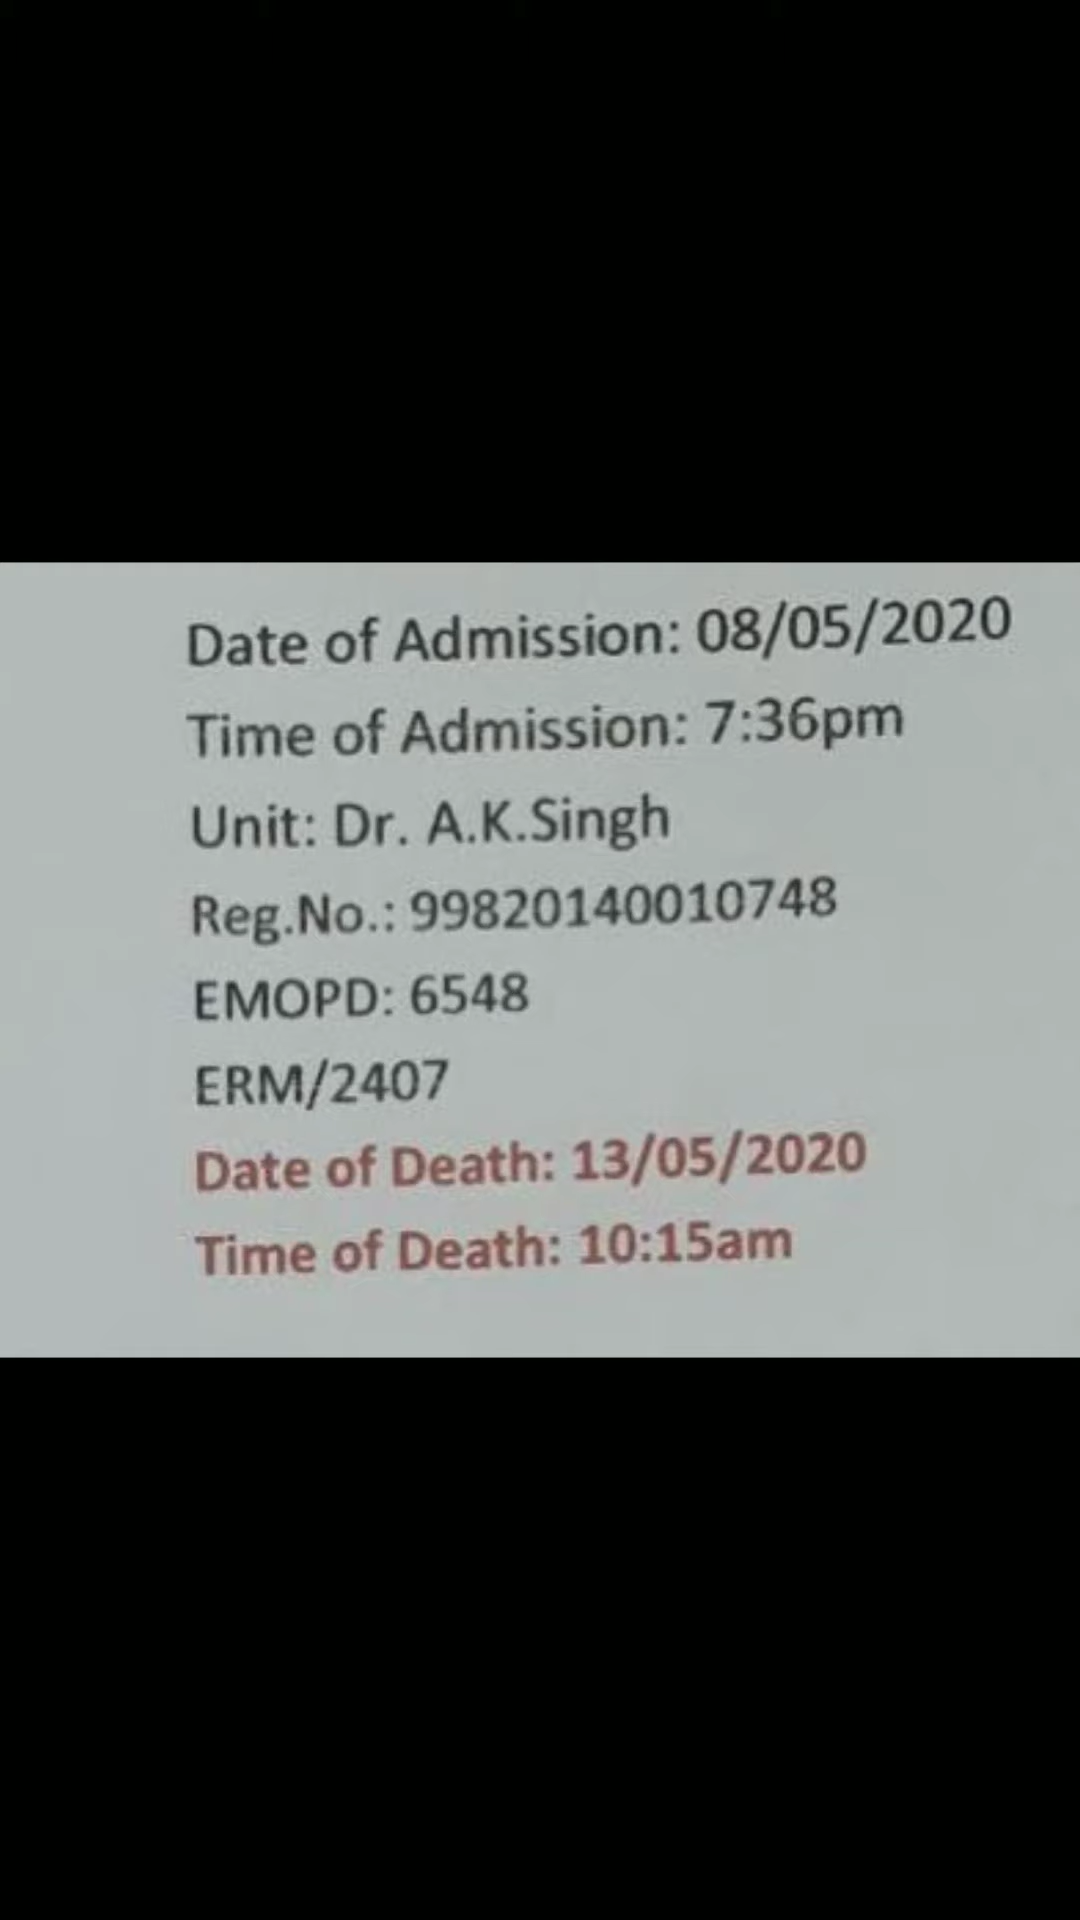 Date of Admission: 08/05/2020
Time of Admission: 7:36pm
Unit: Dr. A.K.Singh
Reg.No.: 99820140010748
EMOPD: 6548
ERM/2407
Date of Death: 13/05/2020
Time of Death: 10:15am